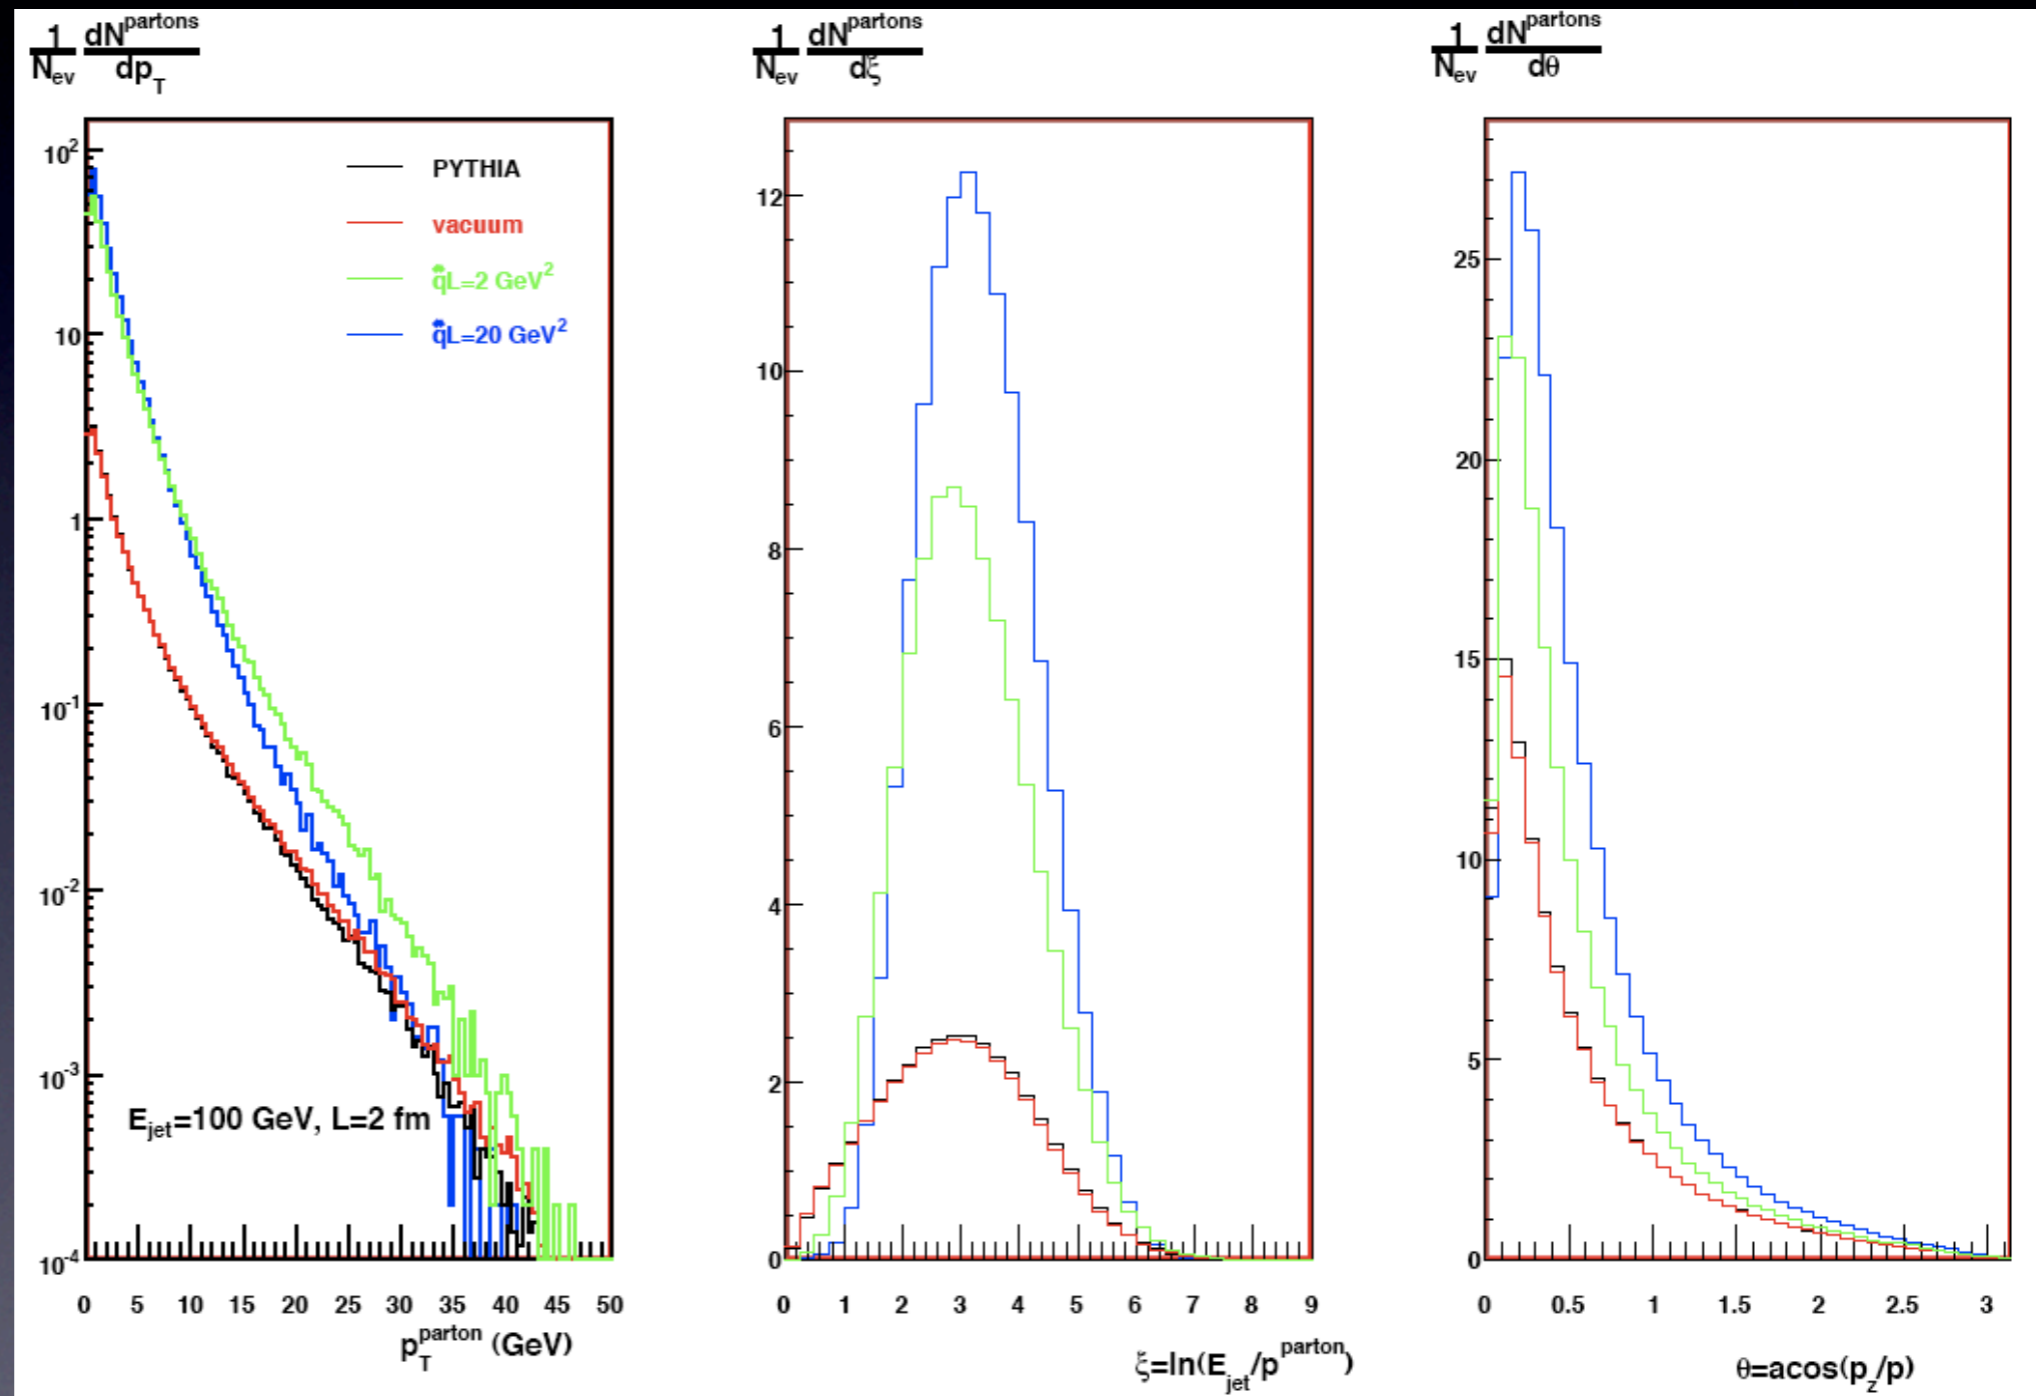 1 dN^partons
N_ev dp_T
10^2
10
1
10^-1
10^-2
10^-3
10^-4
PYTHIA
vacuum
q̂L=2 GeV^2
q̂L=20 GeV^2
E_jet=100 GeV, L=2 fm
0 5 10 15 20 25 30 35 40 45 50
p_T^parton (GeV)
1 dN^partons
N_ev dξ
12
10
8
6
4
2
0
0 1 2 3 4 5 6 7 8 9
ξ=ln(E_jet/p^parton)
1 dN^partons
N_ev dθ
25
20
15
10
5
0
0 0.5 1 1.5 2 2.5 3
θ=acos(p_z/p)